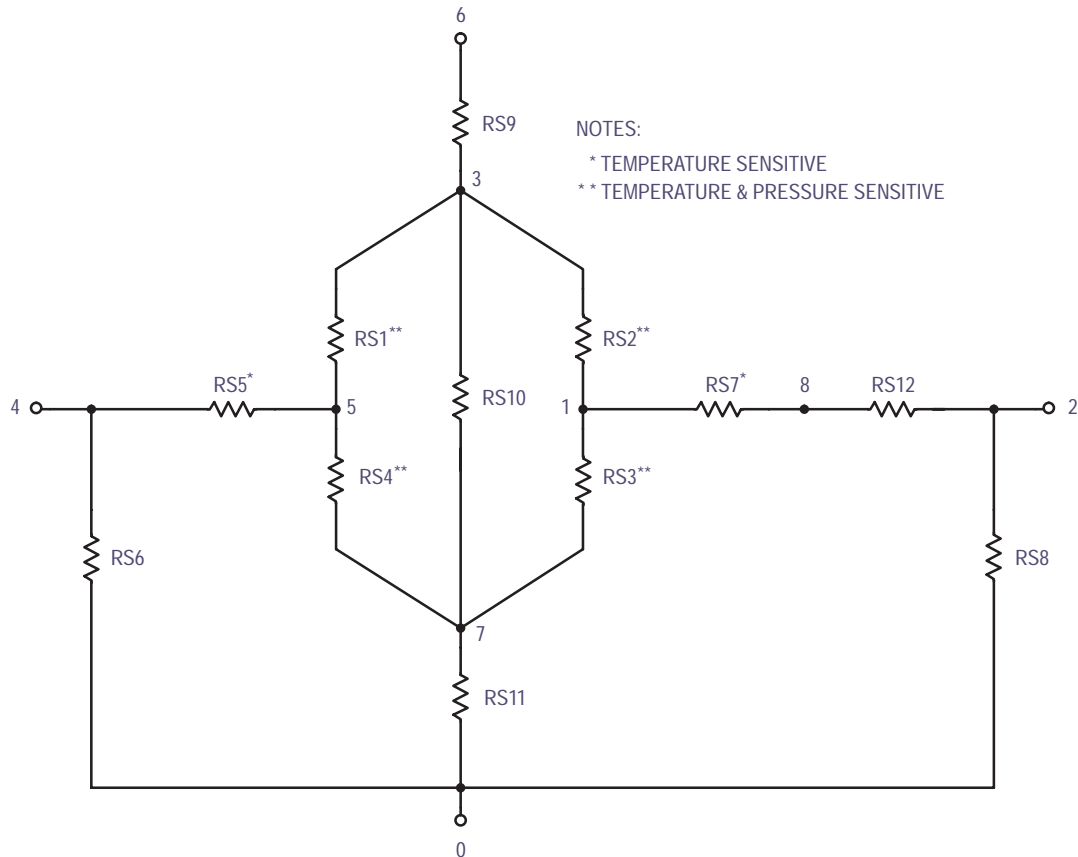 6
RS9
NOTES:
* TEMPERATURE SENSITIVE
** TEMPERATURE & PRESSURE SENSITIVE
3
RS1**
RS2**
RS5*
RS10
RS7*
8
RS12
4
5
1
2
RS4**
RS3**
RS6
RS8
7
RS11
0